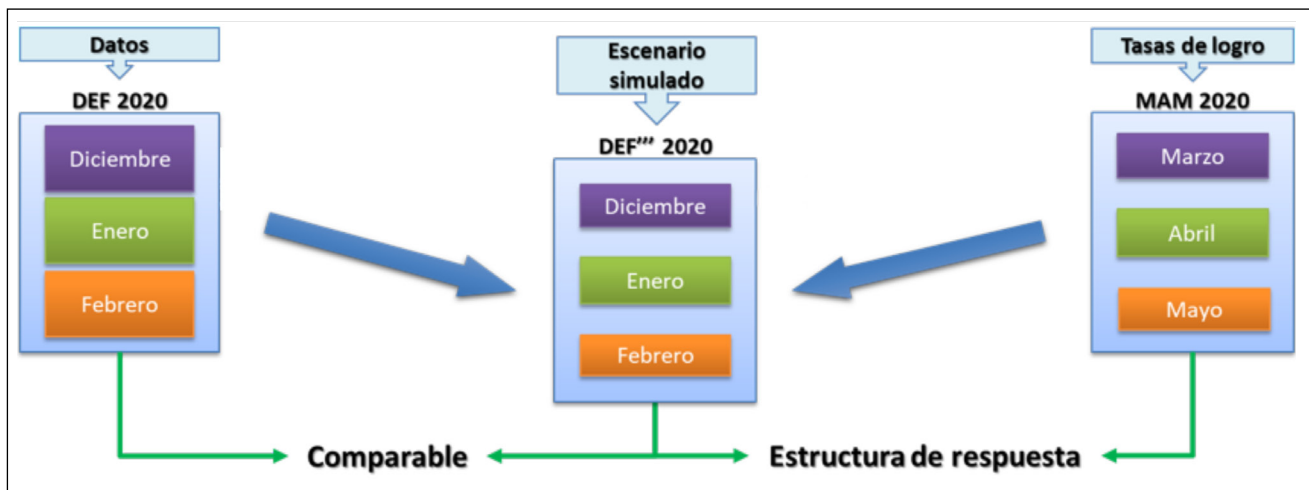 Datos
DEF 2020
Diciembre
Enero
Febrero
Escenario
simulado
DEF’’’ 2020
Diciembre
Enero
Febrero
Tasas de logro
MAM 2020
Marzo
Abril
Mayo
Comparable
Estructura de respuesta